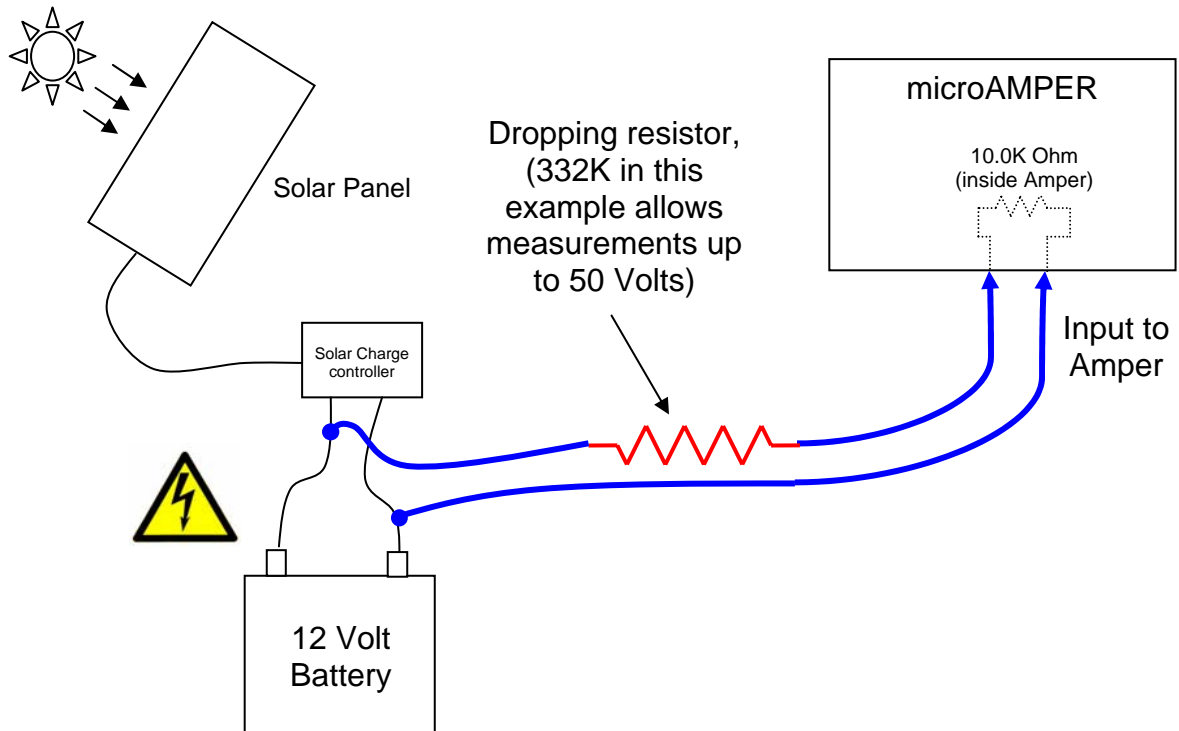 microAMPER
10.0K Ohm
(inside Amper)
Dropping resistor,
(332K in this
example allows
measurements up
to 50 Volts)
Solar Panel
Solar Charge
controller
Input to
Amper
12 Volt
Battery